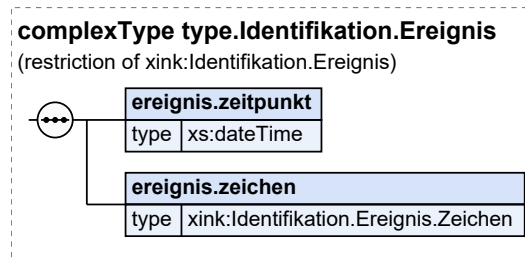 complexType type.Identifikation.Ereignis
(restriction of xink:Identifikation.Ereignis)
ereignis.zeitpunkt
type xs:dateTime
ereignis.zeichen
type xink:Identifikation.Ereignis.Zeichen